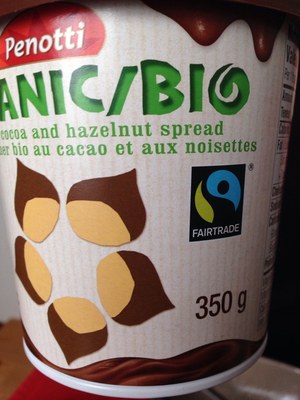 Penotti
ANIC/BIO
cocoa and hazelnut spread
er bio au cacao et aux noisettes
®
FAIRTRADE
350 g